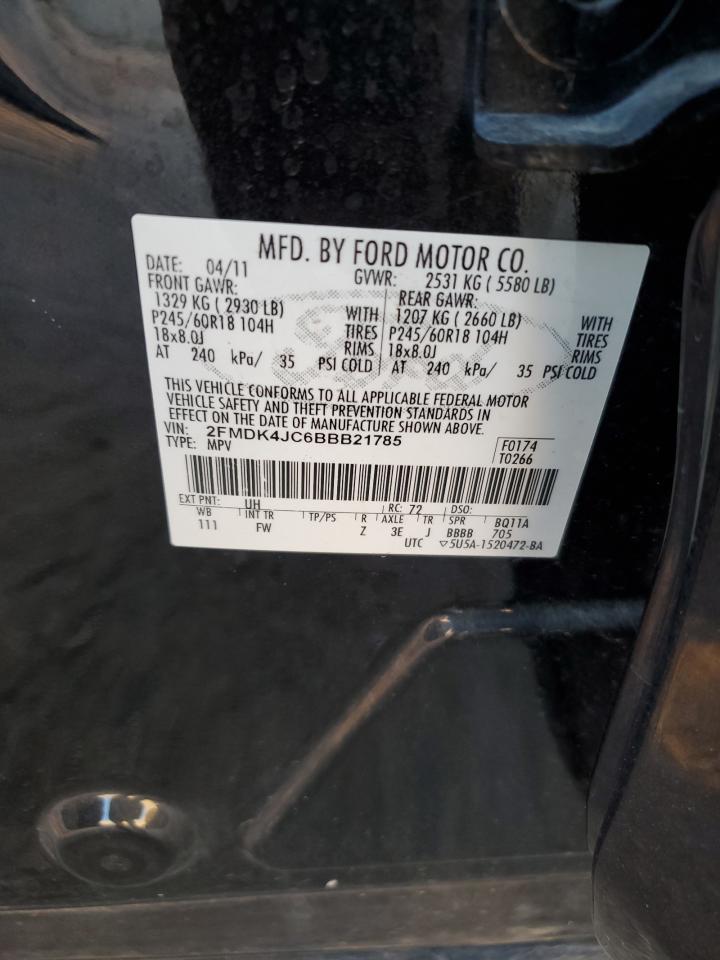 MFD. BY FORD MOTOR CO.
DATE: 04/11 GVWR: 2531 KG ( 5580 LB)
FRONT GAWR: REAR GAWR:
1329 KG ( 2930 LB) WITH 1207 KG ( 2660 LB) WITH
P245/60R18 104H TIRES P245/60R18 104H TIRES
18x8.0J RIMS 18x8.0J RIMS
AT 240 kPa/ 35 PSI COLD AT 240 kPa/ 35 PSI COLD
THIS VEHICLE CONFORMS TO ALL APPLICABLE FEDERAL MOTOR
VEHICLE SAFETY AND THEFT PREVENTION STANDARDS IN
EFFECT ON THE DATE OF MANUFACTURE SHOWN ABOVE.
VIN: 2FMDK4JC6BBB21785 F0174
TYPE: MPV T0266
EXT PNT: UH RC: 72 DSO:
WB INT TR TP/PS R AXLE TR SPR BQ11A
111 FW Z 3E J BBBB 705
UTC ▽5U5A-1520472-BA